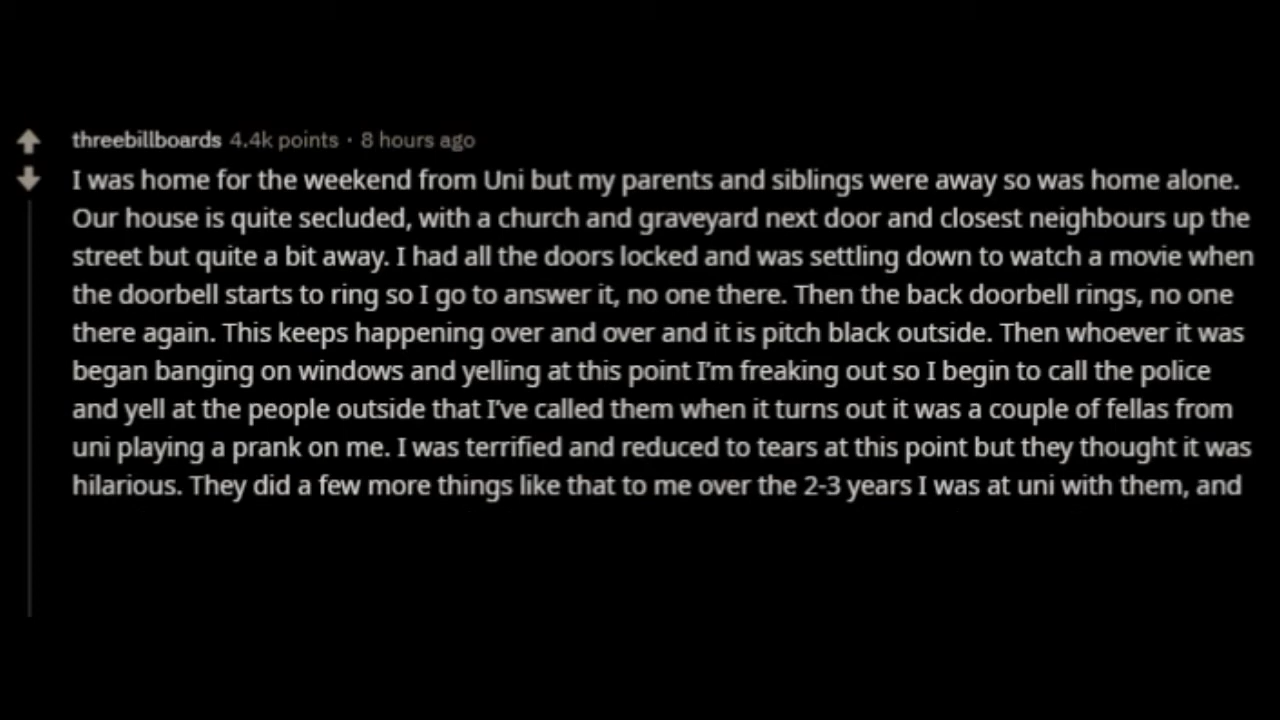 threebillboards 4.4k points · 8 hours ago
I was home for the weekend from Uni but my parents and siblings were away so was home alone.
Our house is quite secluded, with a church and graveyard next door and closest neighbours up the
street but quite a bit away. I had all the doors locked and was settling down to watch a movie when
the doorbell starts to ring so I go to answer it, no one there. Then the back doorbell rings, no one
there again. This keeps happening over and over and it is pitch black outside. Then whoever it was
began banging on windows and yelling at this point I’m freaking out so I begin to call the police
and yell at the people outside that I’ve called them when it turns out it was a couple of fellas from
uni playing a prank on me. I was terrified and reduced to tears at this point but they thought it was
hilarious. They did a few more things like that to me over the 2-3 years I was at uni with them, and